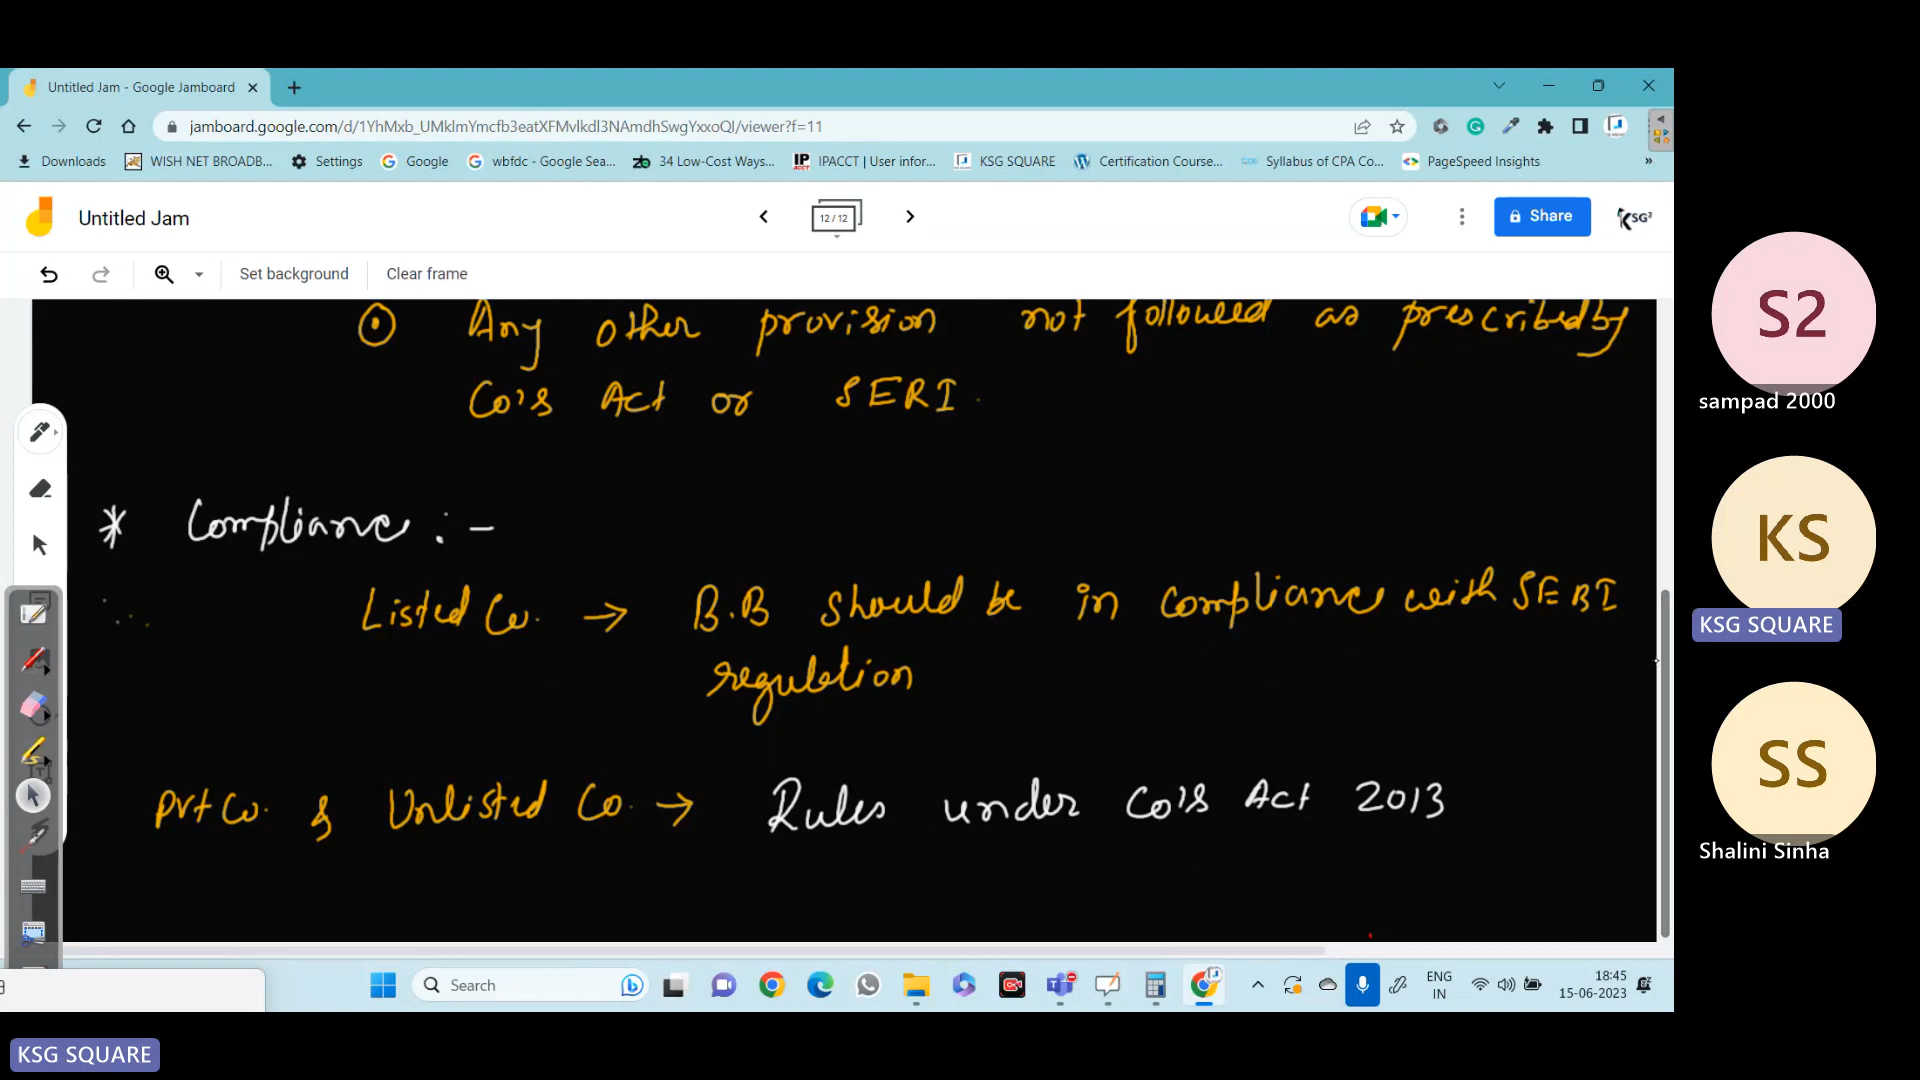 Untitled Jam - Google Jamboard
jamboard.google.com/d/1YhMxb_UMklmYmcfb3eatXFMvlkdl3NAmdhSwgYxxoQI/viewer?f=11
Downloads WISH NET BROADB... Settings Google wbfdc - Google Sea... 34 Low-Cost Ways... IPACCT | User infor... KSG SQUARE Certification Course... Syllabus of CPA Co... PageSpeed Insights »
Untitled Jam
12 / 12
Share
KSG²
Set background Clear frame
Any other provision not followed as prescribed by
Co's Act or SEBI.
* Compliance :-
Listed Co. → B.B should be in compliance with SEBI
regulation
Pvt Co. & Unlisted Co. → Rules under Co's Act 2013
Search
ENG
IN
18:45
15-06-2023
S2
sampad 2000
KS
KSG SQUARE
SS
Shalini Sinha
KSG SQUARE